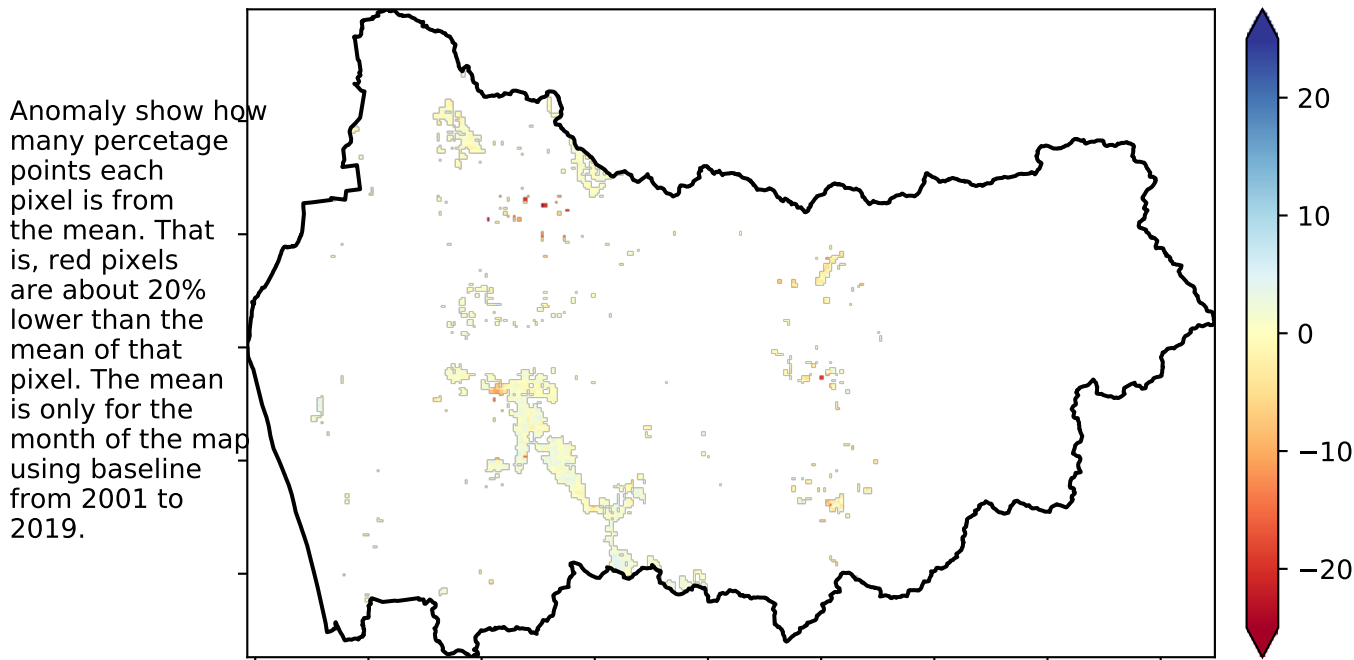 Anomaly show how
many percetage
points each
pixel is from
the mean. That
is, red pixels
are about 20%
lower than the
mean of that
pixel. The mean
is only for the
month of the map
using baseline
from 2001 to
2019.
20
10
0
−10
−20